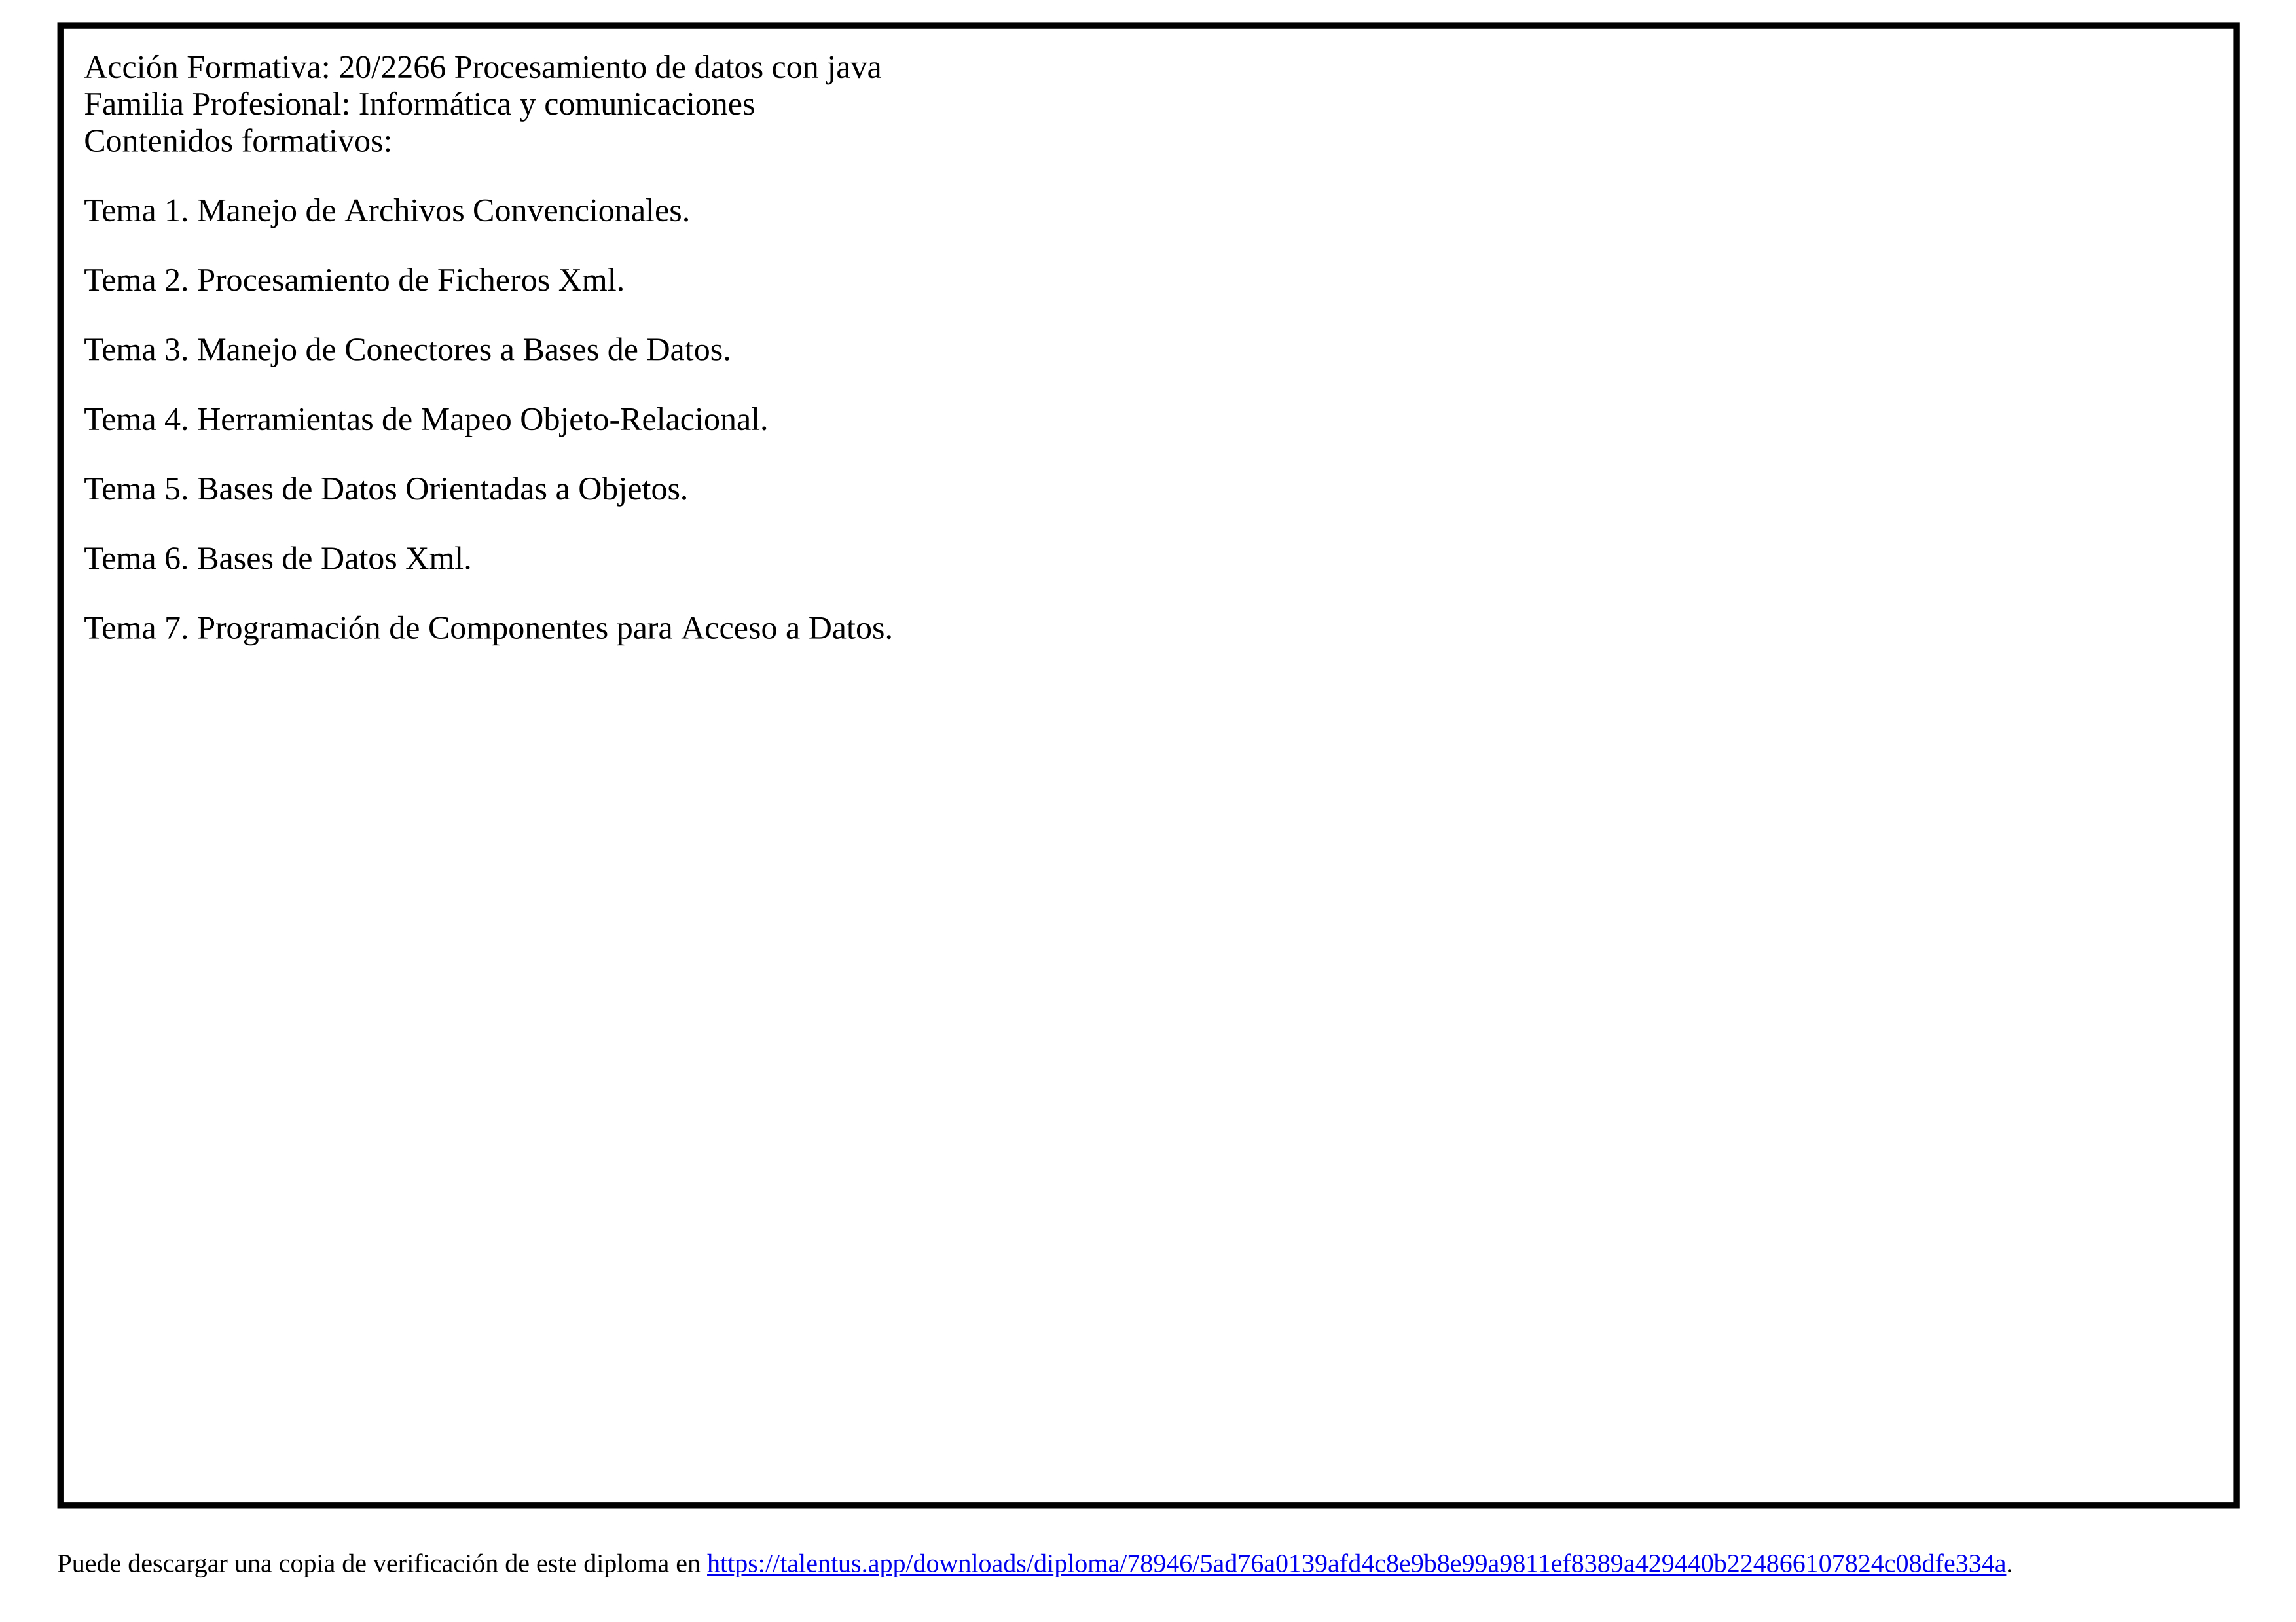 Acción Formativa: 20/2266 Procesamiento de datos con java
Familia Profesional: Informática y comunicaciones
Contenidos formativos:
Tema 1. Manejo de Archivos Convencionales.
Tema 2. Procesamiento de Ficheros Xml.
Tema 3. Manejo de Conectores a Bases de Datos.
Tema 4. Herramientas de Mapeo Objeto-Relacional.
Tema 5. Bases de Datos Orientadas a Objetos.
Tema 6. Bases de Datos Xml.
Tema 7. Programación de Componentes para Acceso a Datos.
Puede descargar una copia de verificación de este diploma en https://talentus.app/downloads/diploma/78946/5ad76a0139afd4c8e9b8e99a9811ef8389a429440b224866107824c08dfe334a.